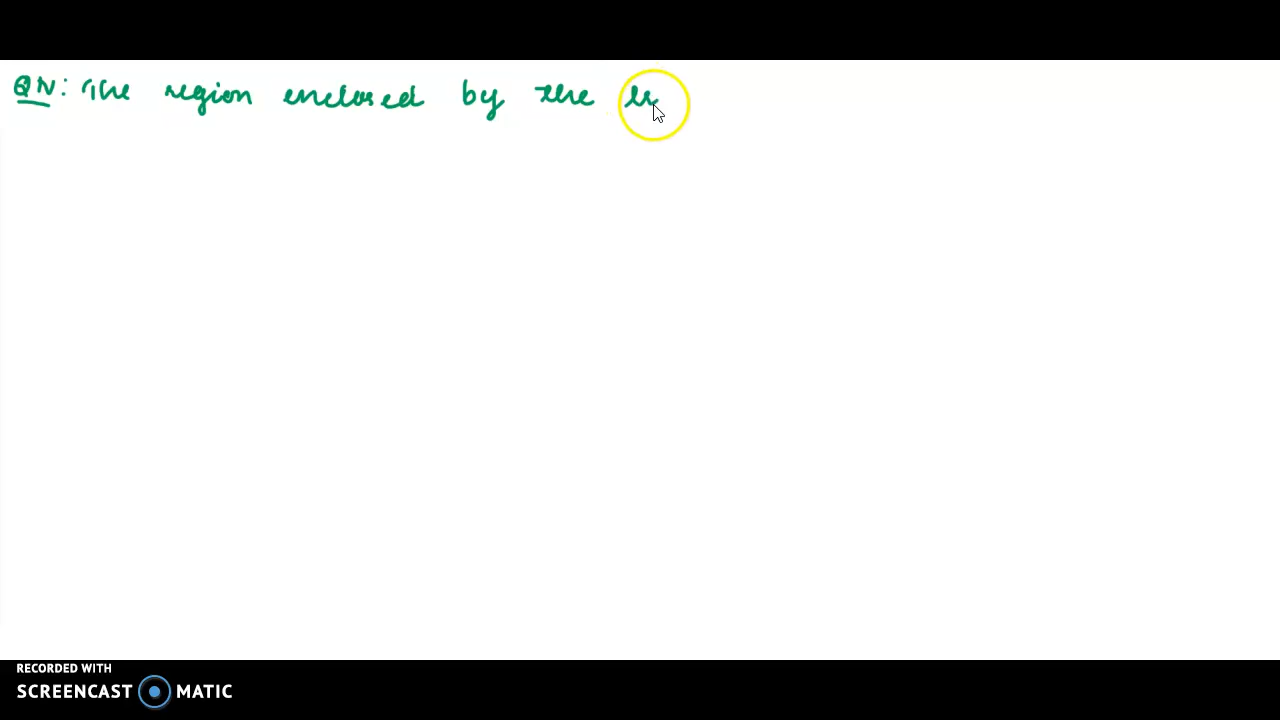 QN: The region enclosed by the
RECORDED WITH
SCREENCAST MATIC